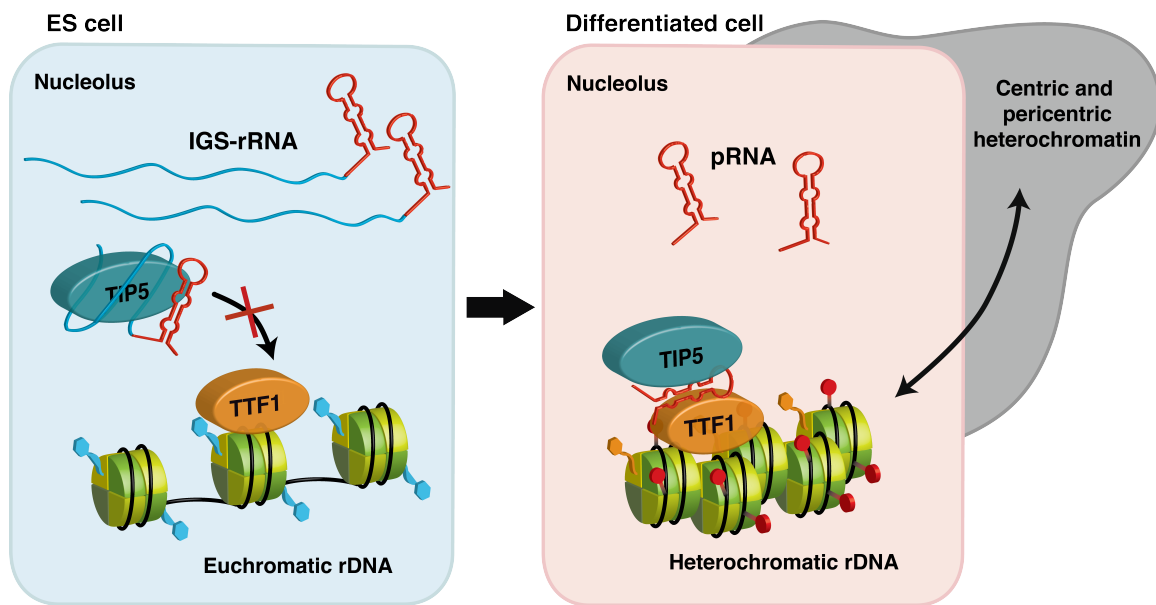 ES cell
Nucleolus
IGS-rRNA
TIP5
TTF1
Euchromatic rDNA
Differentiated cell
Nucleolus
pRNA
TIP5
TTF1
Heterochromatic rDNA
Centric and
pericentric
heterochromatin